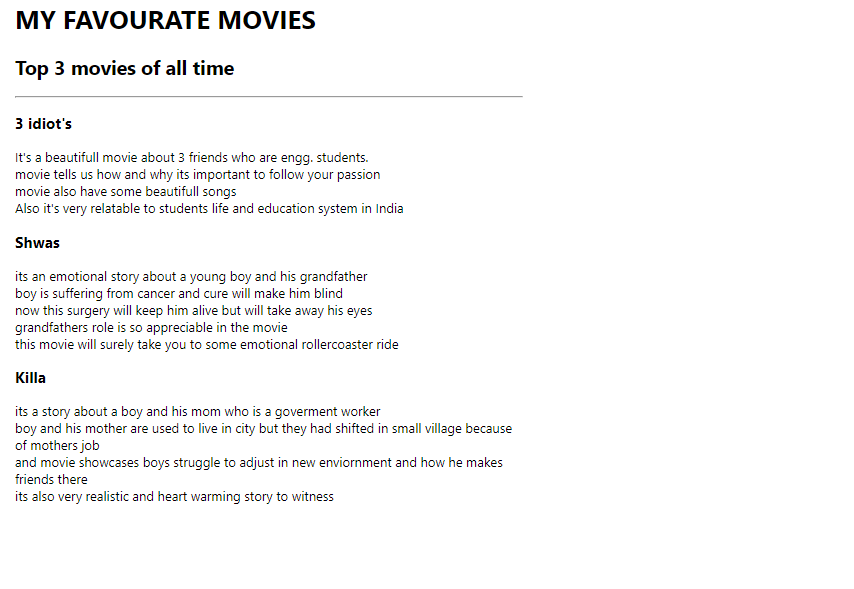 MY FAVOURATE MOVIES
Top 3 movies of all time
3 idiot's
It's a beautifull movie about 3 friends who are engg. students.
movie tells us how and why its important to follow your passion
movie also have some beautifull songs
Also it's very relatable to students life and education system in India
Shwas
its an emotional story about a young boy and his grandfather
boy is suffering from cancer and cure will make him blind
now this surgery will keep him alive but will take away his eyes
grandfathers role is so appreciable in the movie
this movie will surely take you to some emotional rollercoaster ride
Killa
its a story about a boy and his mom who is a goverment worker
boy and his mother are used to live in city but they had shifted in small village because
of mothers job
and movie showcases boys struggle to adjust in new enviornment and how he makes
friends there
its also very realistic and heart warming story to witness